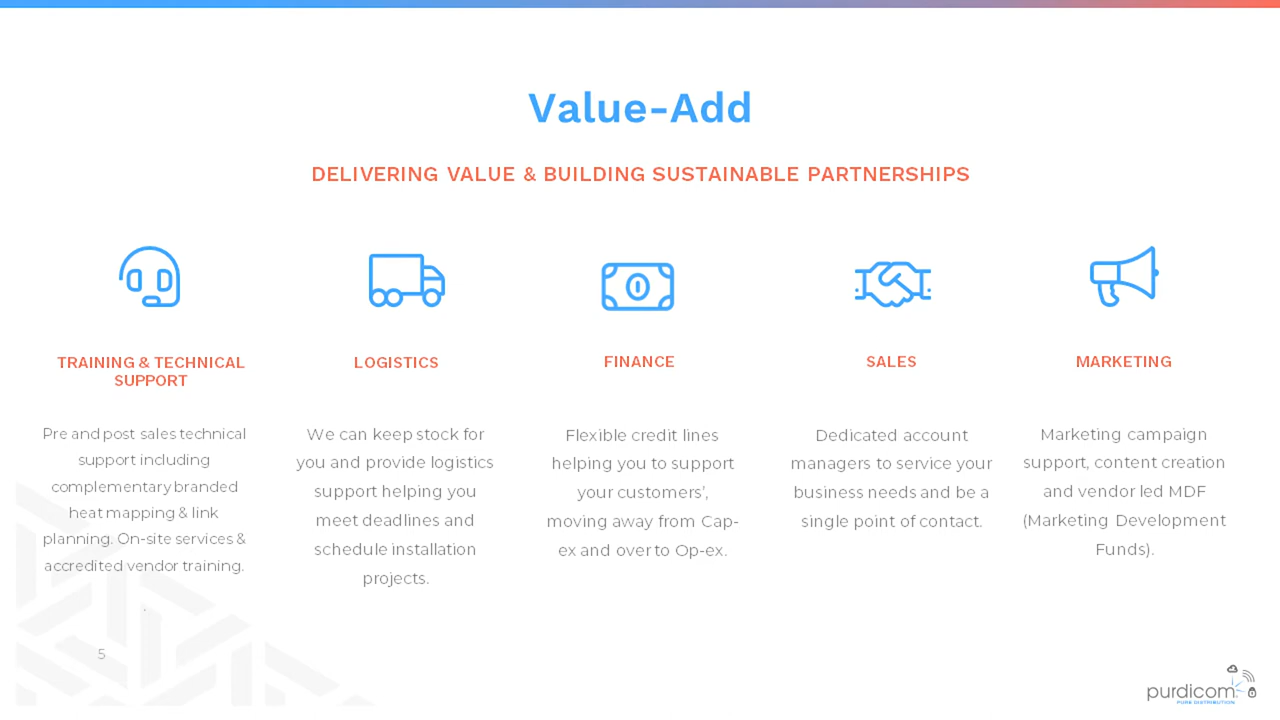 Value-Add
DELIVERING VALUE & BUILDING SUSTAINABLE PARTNERSHIPS
TRAINING & TECHNICAL
SUPPORT
Pre and post sales technical
support including
complementary branded
heat mapping & link
planning. On-site services &
accredited vendor training.
.
LOGISTICS
We can keep stock for
you and provide logistics
support helping you
meet deadlines and
schedule installation
projects.
FINANCE
Flexible credit lines
helping you to support
your customers’,
moving away from Cap-
ex and over to Op-ex.
SALES
Dedicated account
managers to service your
business needs and be a
single point of contact.
MARKETING
Marketing campaign
support, content creation
and vendor led MDF
(Marketing Development
Funds).
5
purdicom
PURE DISTRIBUTION